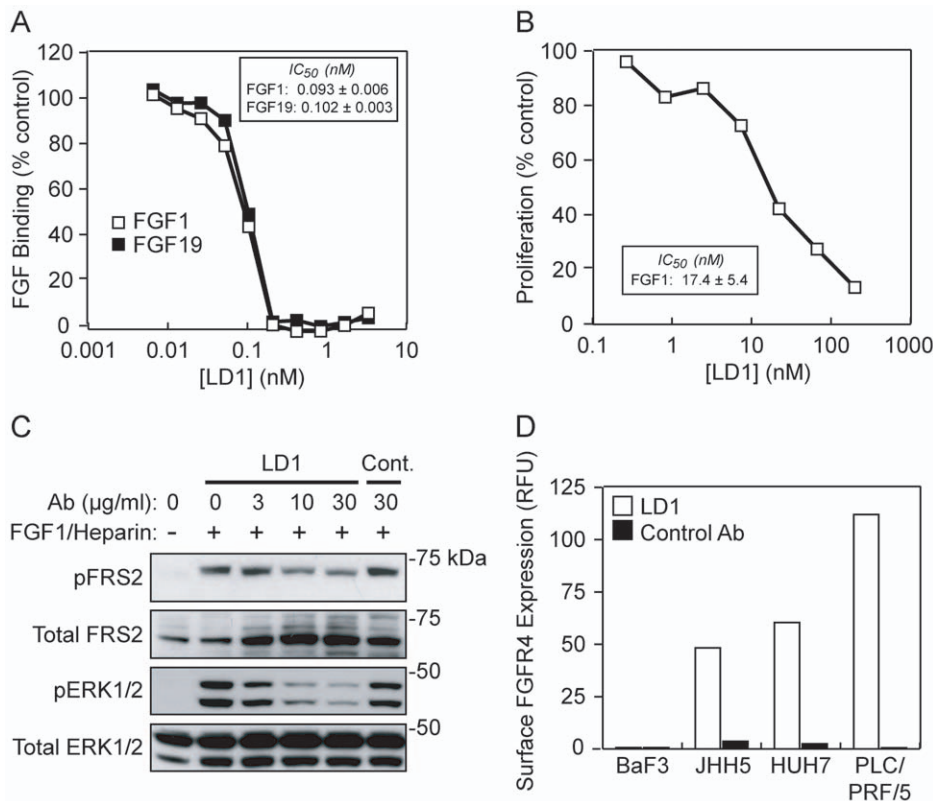 A
FGF Binding (% control)
120
100
80
60
40
20
0
0.001
0.01
0.1
1
10
[LD1] (nM)
IC50 (nM)
FGF1: 0.093 ± 0.006
FGF19: 0.102 ± 0.003
FGF1
FGF19
B
Proliferation (% control)
100
80
60
40
20
0
0.1
1
10
100
1000
[LD1] (nM)
IC50 (nM)
FGF1: 17.4 ± 5.4
C
LD1 Cont.
Ab (µg/ml): 0 0 3 10 30 30
FGF1/Heparin: - + + + + +
pFRS2
-75 kDa
Total FRS2
-75
pERK1/2
-50
Total ERK1/2
-50
D
Surface FGFR4 Expression (RFU)
125
100
75
50
25
0
LD1
Control Ab
BaF3
JHH5
HUH7
PLC/
PRF/5